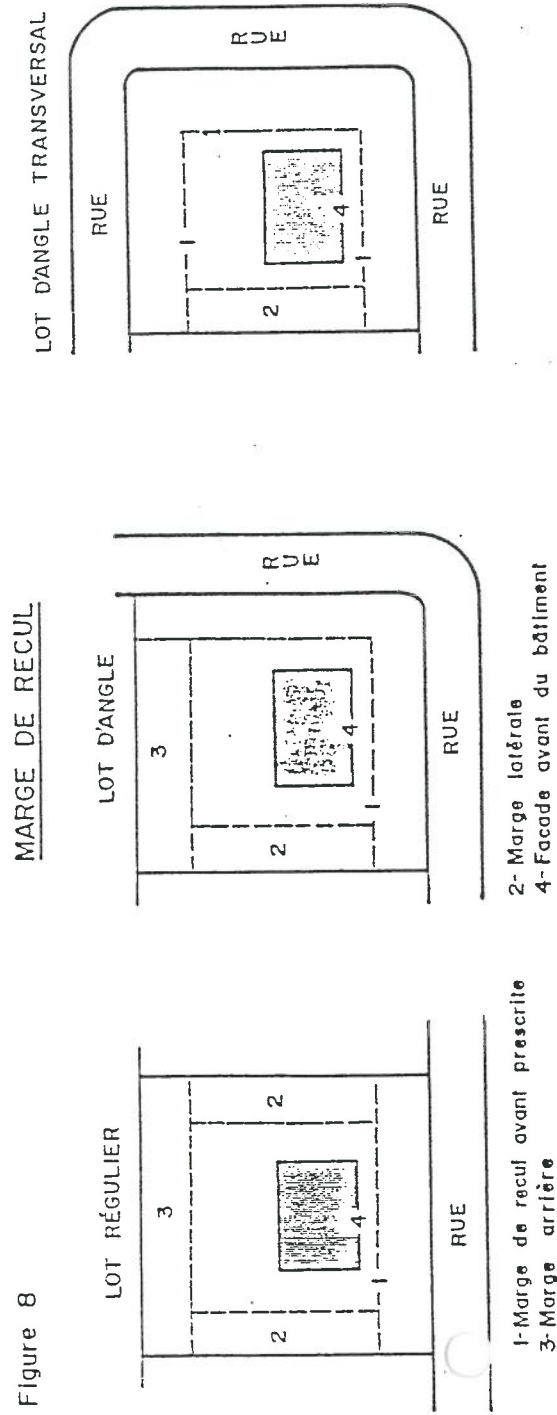 Figure 8
MARGE DE RECUL
LOT RÉGULIER
3
2
2
4
1
RUE
LOT D'ANGLE
3
2
4
1
RUE
RUE
LOT D'ANGLE TRANSVERSAL
RUE
1
1
2
4
1
RUE
RUE
1-Marge de recul avant prescrite
2- Marge latérale
3-Marge arrière
4-Facade avant du bâtiment